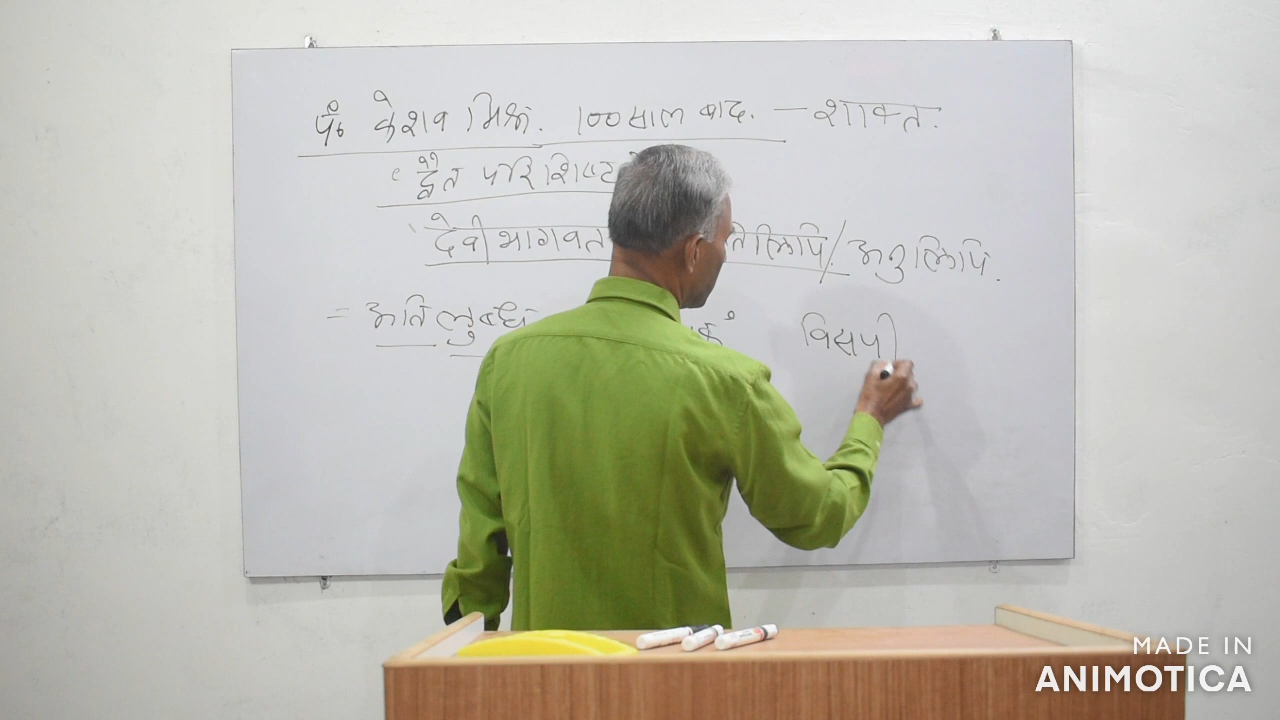 पं० केशव मिश्र. 100 साल बाद. — शाक्त.
द्वैत परिशिष्ट
देवी भागवत तिलिपि/अनुलिपि.
= अति लुब्ध विसपी
MADE IN
ANIMOTICA